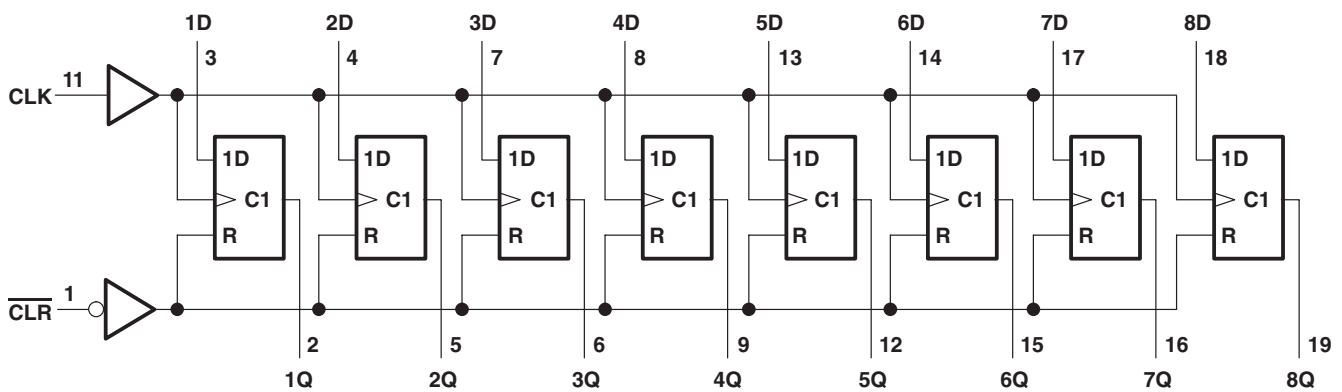 1D 2D 3D 4D 5D 6D 7D 8D
3 4 7 8 13 14 17 18
CLK 11
1D 1D 1D 1D 1D 1D 1D 1D
C1 C1 C1 C1 C1 C1 C1 C1
R R R R R R R R
CLR 1
2 5 6 9 12 15 16 19
1Q 2Q 3Q 4Q 5Q 6Q 7Q 8Q